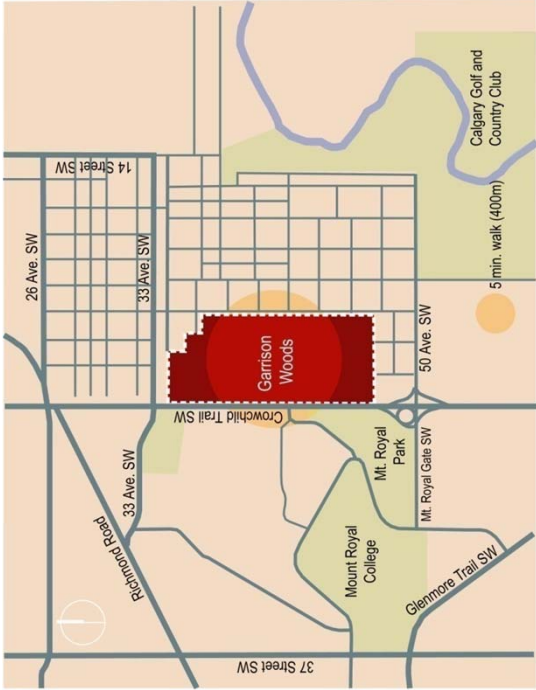 14 Street SW
26 Ave. SW
33 Ave. SW
Calgary Golf and
Country Club
5 min. walk (400m)
Garrison
Woods
50 Ave. SW
Crowchild Trail SW
33 Ave. SW
Richmond Road
Mt. Royal
Park
Mt. Royal Gate SW
Mount Royal
College
Glenmore Trail SW
37 Street SW